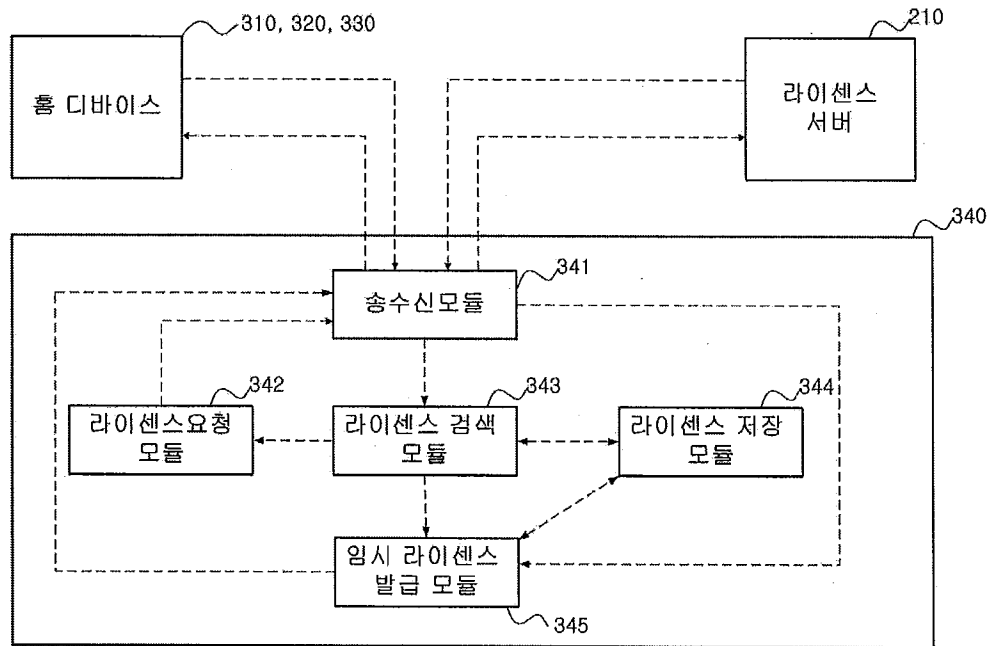 310, 320, 330
210
홈 디바이스
라이센스
서버
340
341
송수신모듈
342
343
344
라이센스요청
모듈
라이센스 검색
모듈
라이센스 저장
모듈
임시 라이센스
발급 모듈
345